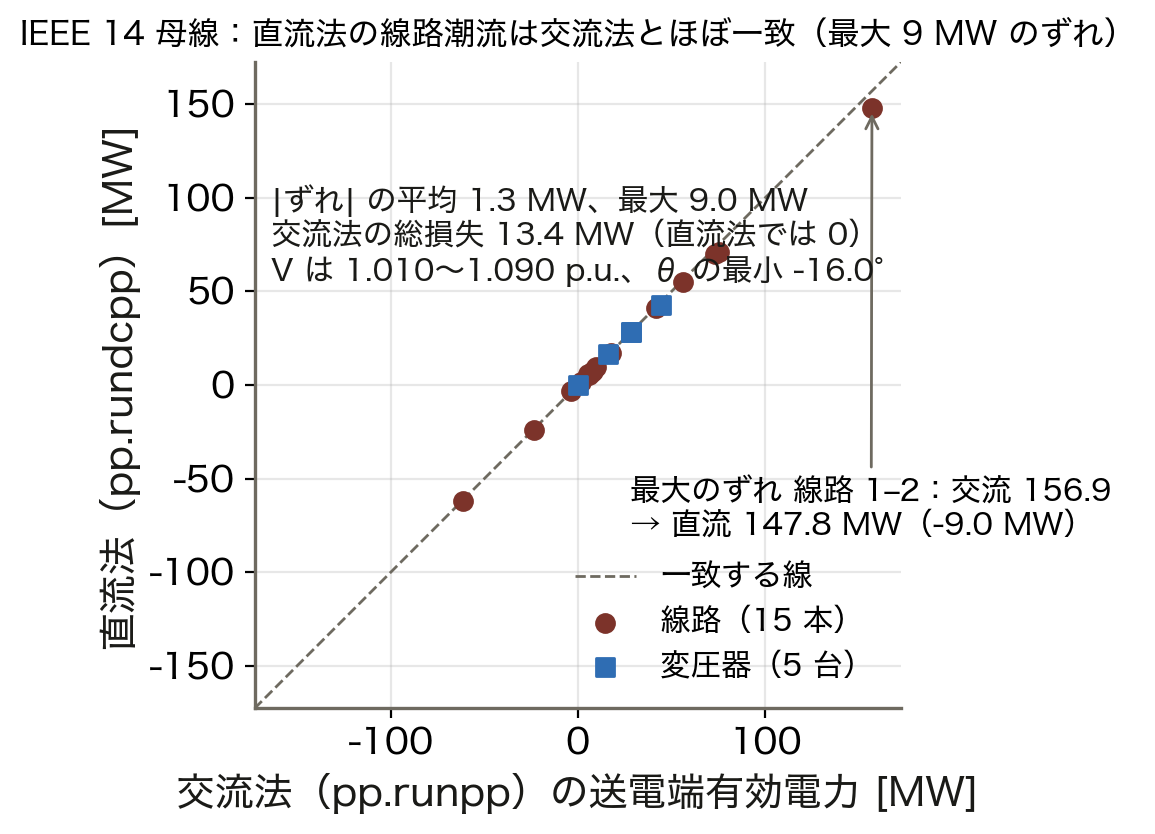 IEEE 14 母線：直流法の線路潮流は交流法とほぼ一致（最大 9 MW のずれ）
直流法（pp.rundcpp） [MW]
150
100
50
0
-50
-100
-150
|ずれ| の平均 1.3 MW、最大 9.0 MW
交流法の総損失 13.4 MW（直流法では 0）
V は 1.010～1.090 p.u.、θ の最小 -16.0°
最大のずれ 線路 1–2：交流 156.9
→ 直流 147.8 MW（-9.0 MW）
一致する線
線路（15 本）
変圧器（5 台）
-100
0
100
交流法（pp.runpp）の送電端有効電力 [MW]